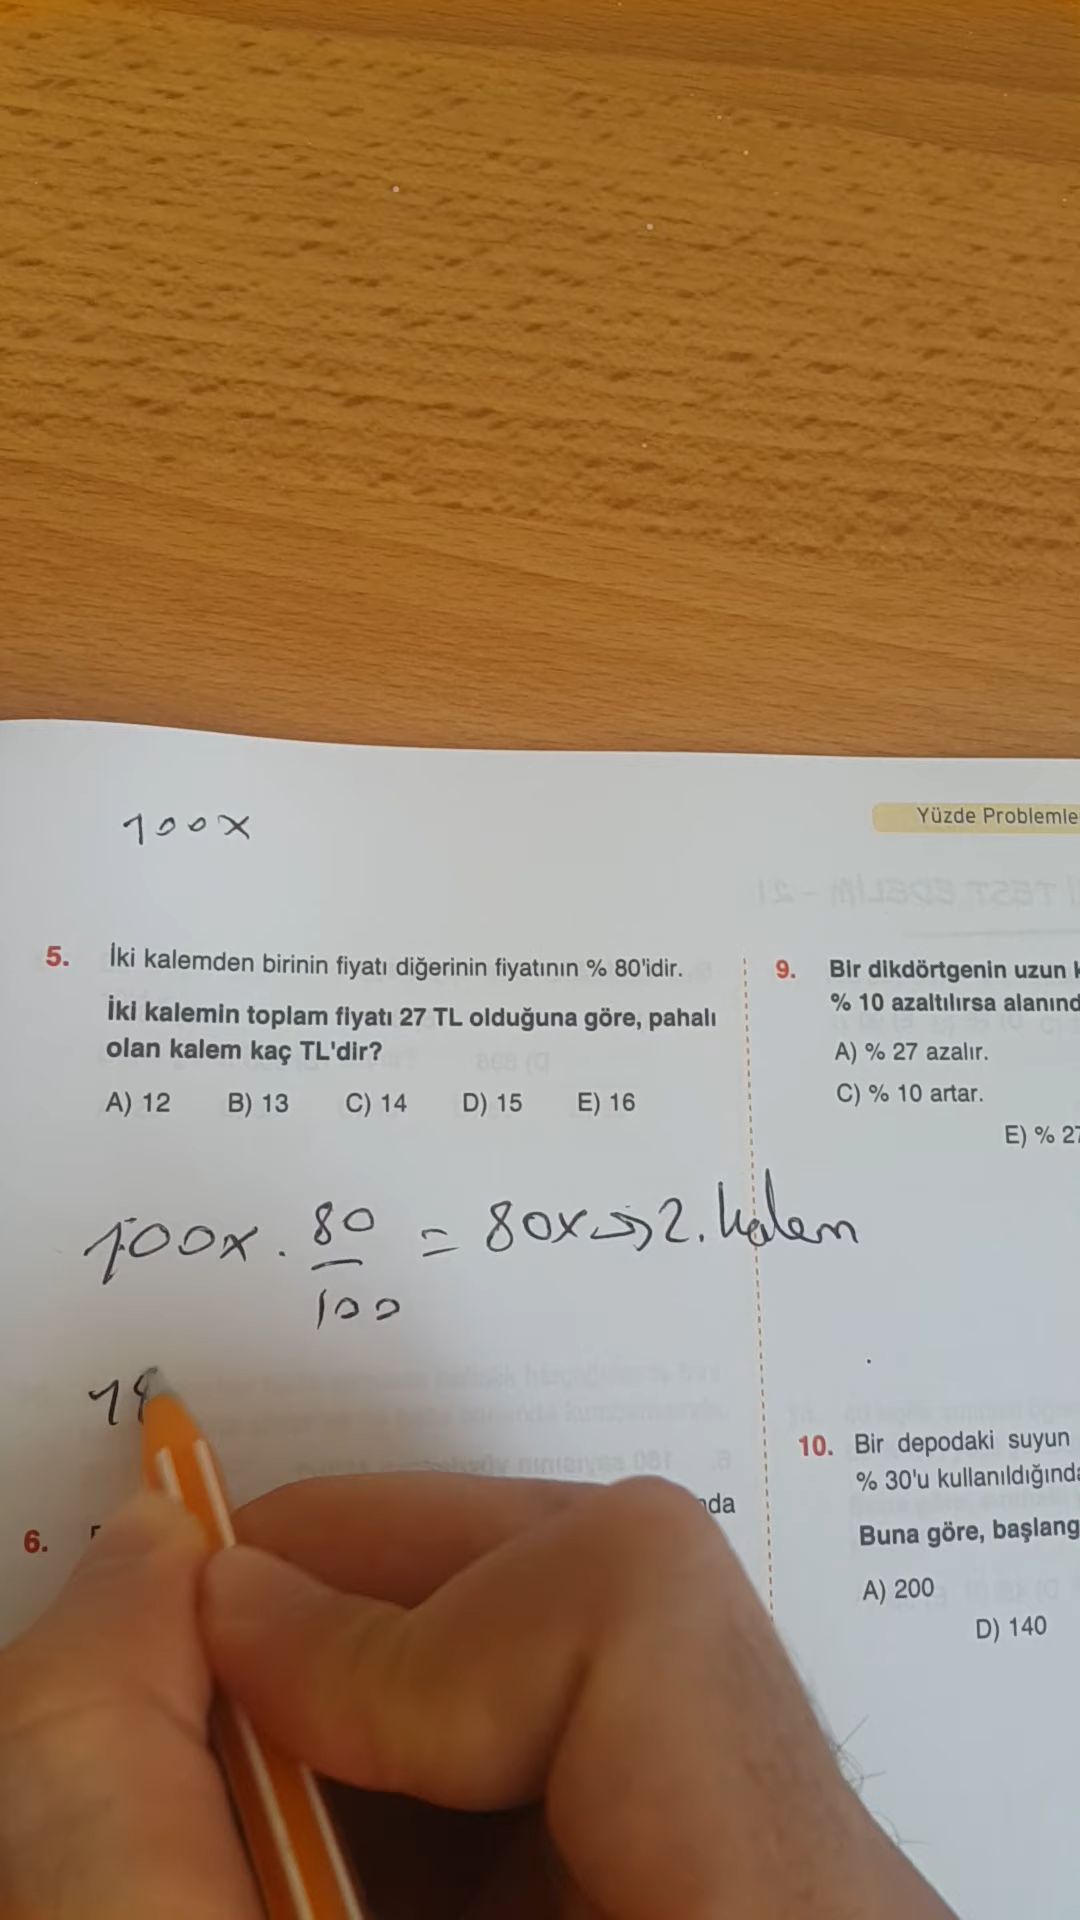 100x
Yüzde Problemle
5. İki kalemden birinin fiyatı diğerinin fiyatının % 80'idir.
İki kalemin toplam fiyatı 27 TL olduğuna göre, pahalı
olan kalem kaç TL'dir?
A) 12 B) 13 C) 14 D) 15 E) 16
100x . 80/100 = 80x → 2. kalem
18
6.
nda
9. Bir dikdörtgenin uzun k
% 10 azaltılırsa alanınd
A) % 27 azalır.
C) % 10 artar.
E) % 27
10. Bir depodaki suyun
% 30'u kullanıldığında
Buna göre, başlang
A) 200
D) 140